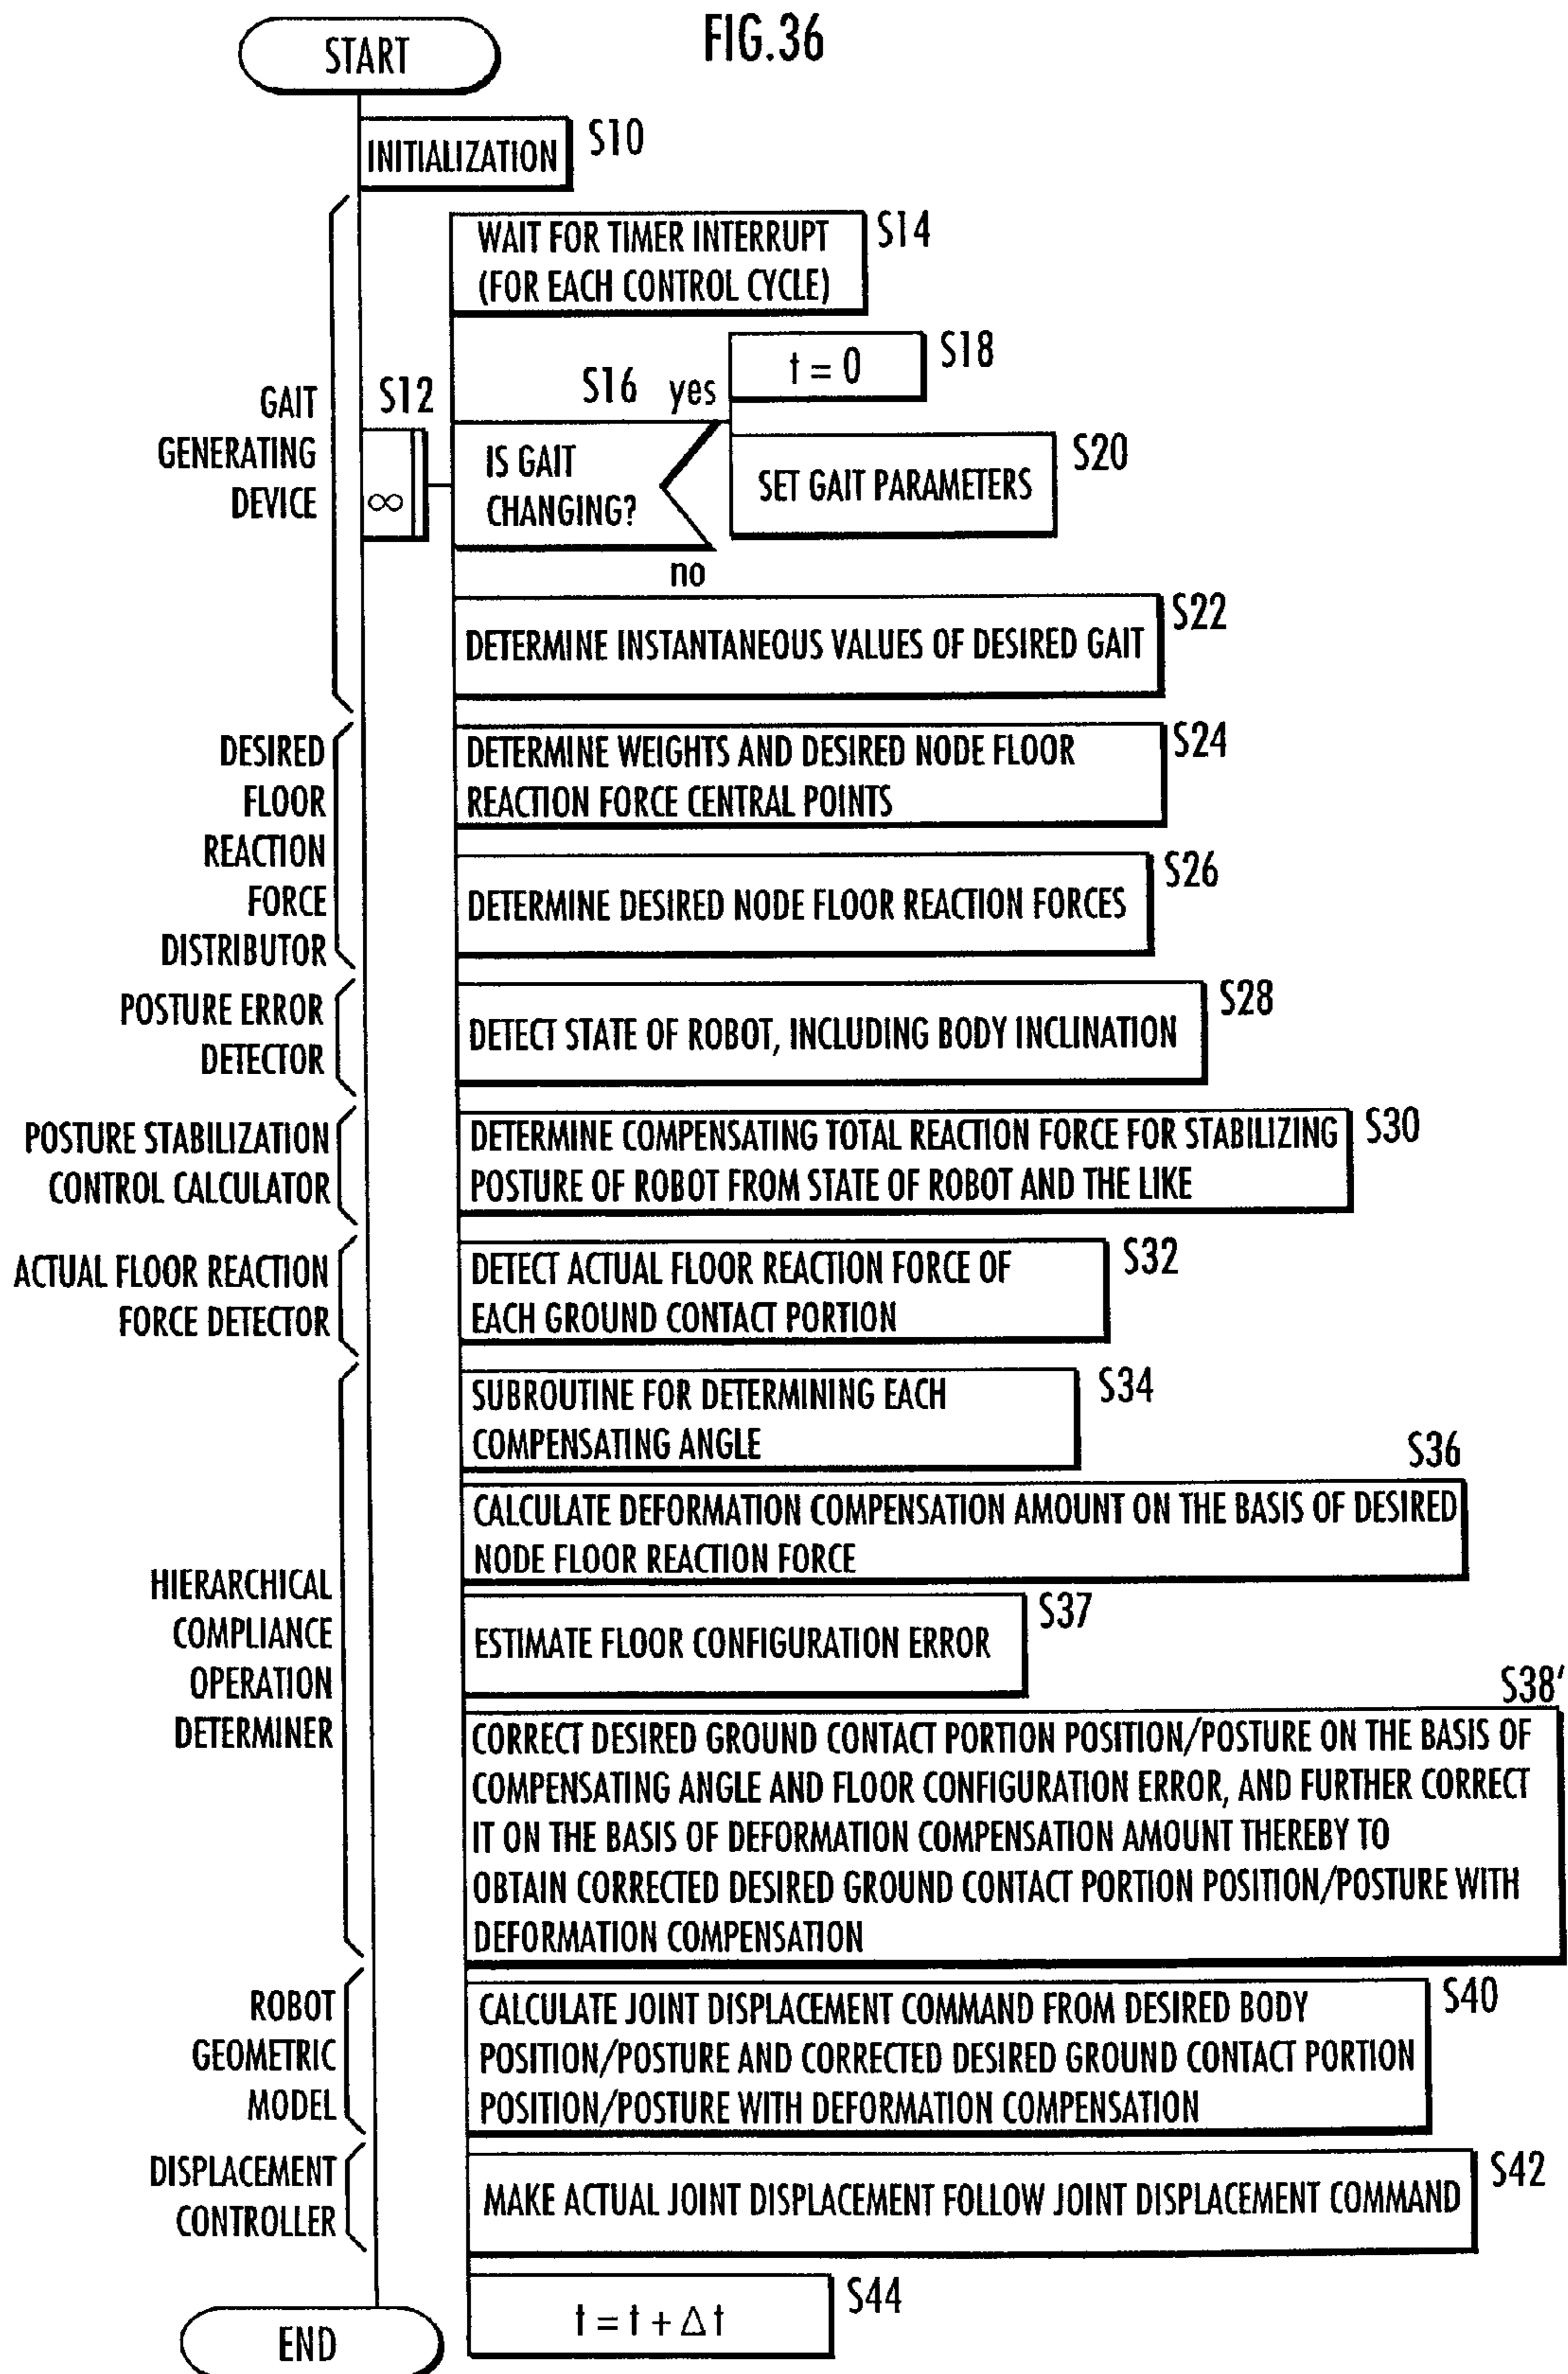 FIG.36
START
INITIALIZATION
S10
WAIT FOR TIMER INTERRUPT
(FOR EACH CONTROL CYCLE)
S14
t = 0
S18
S12
∞
S16
yes
IS GAIT
CHANGING?
no
SET GAIT PARAMETERS
S20
GAIT
GENERATING
DEVICE
DETERMINE INSTANTANEOUS VALUES OF DESIRED GAIT
S22
DESIRED
FLOOR
REACTION
FORCE
DISTRIBUTOR
DETERMINE WEIGHTS AND DESIRED NODE FLOOR
REACTION FORCE CENTRAL POINTS
S24
DETERMINE DESIRED NODE FLOOR REACTION FORCES
S26
POSTURE ERROR
DETECTOR
DETECT STATE OF ROBOT, INCLUDING BODY INCLINATION
S28
POSTURE STABILIZATION
CONTROL CALCULATOR
DETERMINE COMPENSATING TOTAL REACTION FORCE FOR STABILIZING
POSTURE OF ROBOT FROM STATE OF ROBOT AND THE LIKE
S30
ACTUAL FLOOR REACTION
FORCE DETECTOR
DETECT ACTUAL FLOOR REACTION FORCE OF
EACH GROUND CONTACT PORTION
S32
HIERARCHICAL
COMPLIANCE
OPERATION
DETERMINER
SUBROUTINE FOR DETERMINING EACH
COMPENSATING ANGLE
S34
S36
CALCULATE DEFORMATION COMPENSATION AMOUNT ON THE BASIS OF DESIRED
NODE FLOOR REACTION FORCE
ESTIMATE FLOOR CONFIGURATION ERROR
S37
S38'
CORRECT DESIRED GROUND CONTACT PORTION POSITION/POSTURE ON THE BASIS OF
COMPENSATING ANGLE AND FLOOR CONFIGURATION ERROR, AND FURTHER CORRECT
IT ON THE BASIS OF DEFORMATION COMPENSATION AMOUNT THEREBY TO
OBTAIN CORRECTED DESIRED GROUND CONTACT PORTION POSITION/POSTURE WITH
DEFORMATION COMPENSATION
ROBOT
GEOMETRIC
MODEL
CALCULATE JOINT DISPLACEMENT COMMAND FROM DESIRED BODY
POSITION/POSTURE AND CORRECTED DESIRED GROUND CONTACT PORTION
POSITION/POSTURE WITH DEFORMATION COMPENSATION
S40
DISPLACEMENT
CONTROLLER
MAKE ACTUAL JOINT DISPLACEMENT FOLLOW JOINT DISPLACEMENT COMMAND
S42
t = t + Δt
S44
END